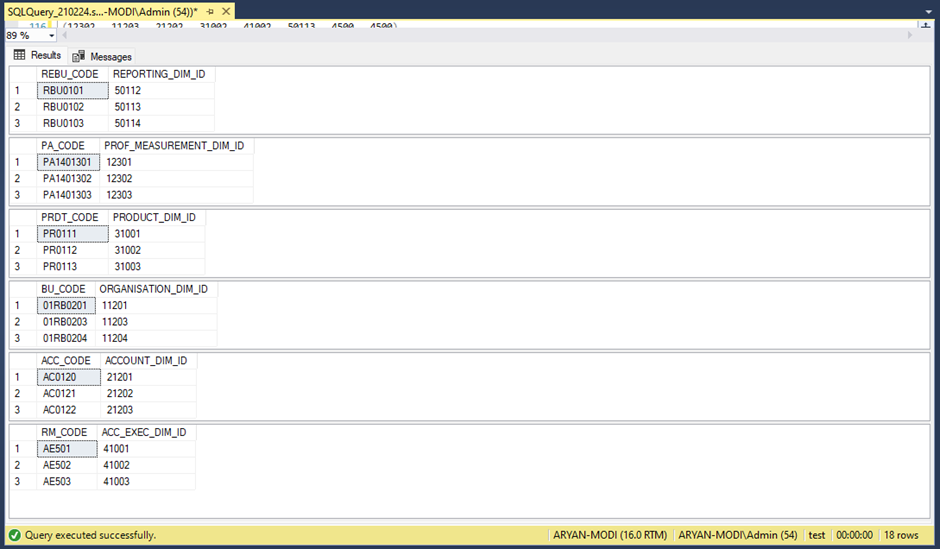 SQLQuery_210224.s...-MODI\Admin (54))*
116 (12302, 11203, 21202, 31002, 41002, 50113, 4500, 4500)
89 %
Results Messages
REBU_CODE REPORTING_DIM_ID
1 RBU0101 50112
2 RBU0102 50113
3 RBU0103 50114
PA_CODE PROF_MEASUREMENT_DIM_ID
1 PA1401301 12301
2 PA1401302 12302
3 PA1401303 12303
PRDT_CODE PRODUCT_DIM_ID
1 PR0111 31001
2 PR0112 31002
3 PR0113 31003
BU_CODE ORGANISATION_DIM_ID
1 01RB0201 11201
2 01RB0203 11203
3 01RB0204 11204
ACC_CODE ACCOUNT_DIM_ID
1 AC0120 21201
2 AC0121 21202
3 AC0122 21203
RM_CODE ACC_EXEC_DIM_ID
1 AE501 41001
2 AE502 41002
3 AE503 41003
Query executed successfully. ARYAN-MODI (16.0 RTM) ARYAN-MODI\Admin (54) test 00:00:00 18 rows